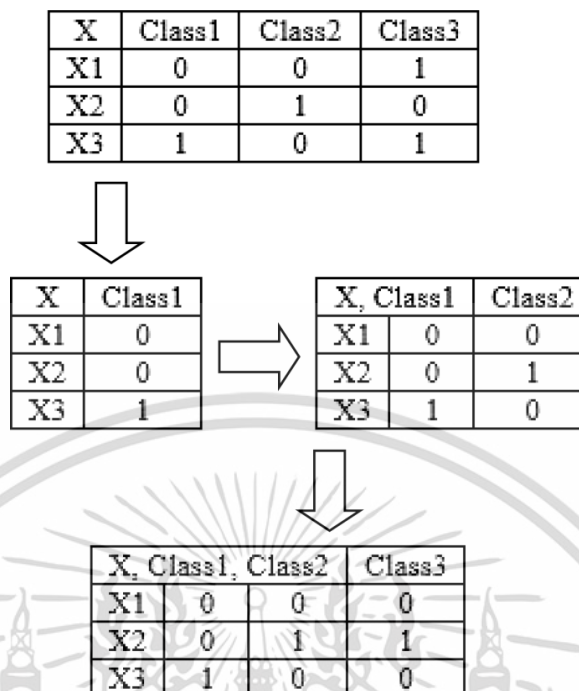 X Class1 Class2 Class3
X1 0 0 1
X2 0 1 0
X3 1 0 1
X Class1
X1 0
X2 0
X3 1
X, Class1 Class2
X1 0 0
X2 0 1
X3 1 0
X, Class1, Class2 Class3
X1 0 0 0
X2 0 1 1
X3 1 0 0